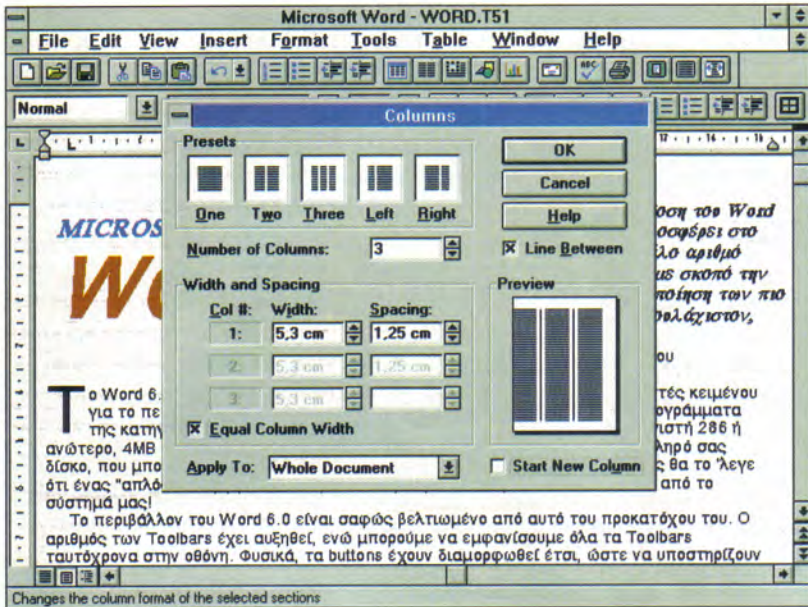 Microsoft Word - WORD.T51
File Edit View Insert Format Tools Table Window Help
Normal
Columns
Presets
One Two Three Left Right
OK
Cancel
Help
Number of Columns: 3
Line Between
Width and Spacing
Col #: Width: Spacing:
1: 5,3 cm 1,25 cm
2: 5,3 cm 1,25 cm
3: 5,3 cm
Equal Column Width
Preview
Apply To: Whole Document
Start New Column
MICROS
W
οση του Word
οσφέρει στο
λο αριθμό
με σκοπό την
ποίηση των πιο
ουλάχιστον,
ου
Το Word 6.
τές κειμένου
για το πε
ογράμματα
της κατηγ
ιστή 286 ή
ανώτερο, 4MB
ληρό σας
δίσκο, που μπο
ς θα το 'λεγε
ότι ένας "απλό
από το
σύστημά μας!
Το περιβάλλον του Word 6.0 είναι σαφώς βελτιωμένο από αυτό του προκατόχου του. Ο
αριθμός των Toolbars έχει αυξηθεί, ενώ μπορούμε να εμφανίσουμε όλα τα Toolbars
ταυτόχρονα στην οθόνη. Φυσικά, τα buttons έχουν διαμορφωθεί έτσι, ώστε να υποστηρίζουν
Changes the column format of the selected sections